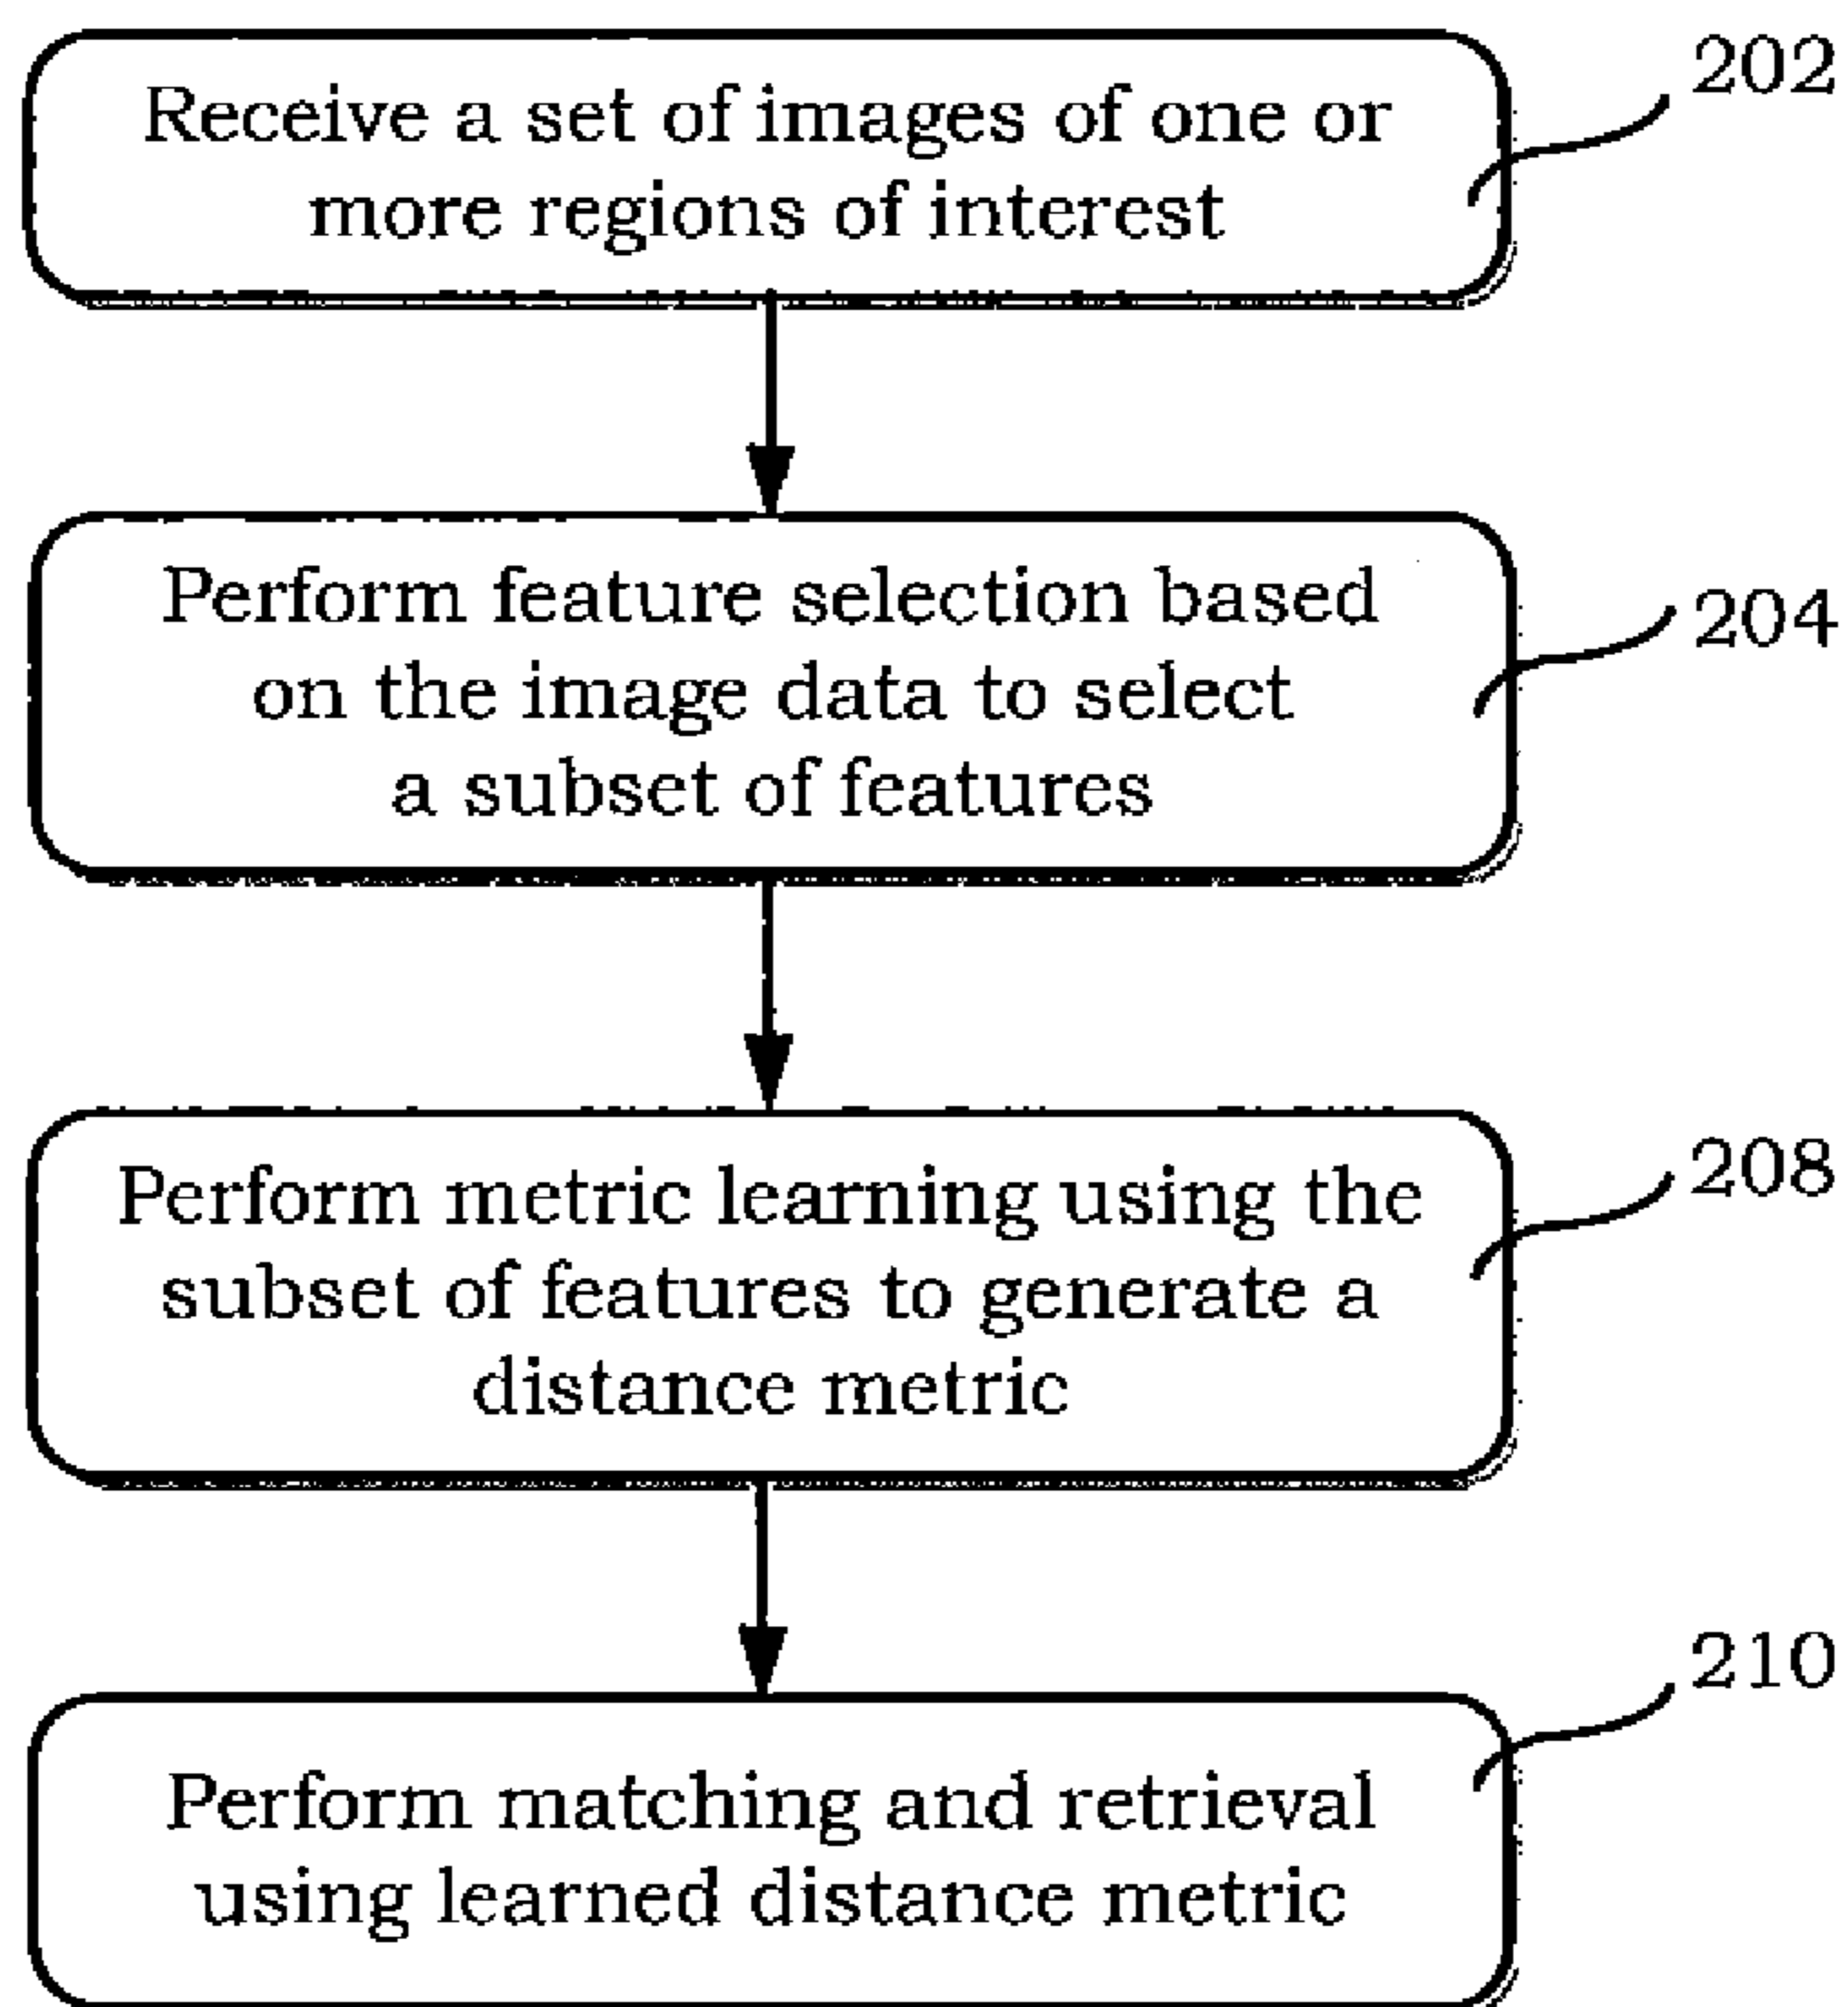 Receive a set of images of one or
more regions of interest
202
Perform feature selection based
on the image data to select
a subset of features
204
Perform metric learning using the
subset of features to generate a
distance metric
208
Perform matching and retrieval
using learned distance metric
210